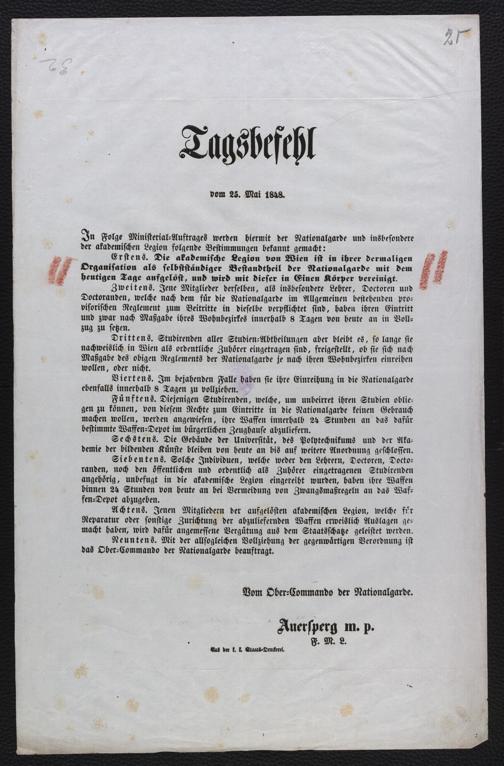 25
32
Tagsbefehl
vom 25. Mai 1848.
In Folge Ministerial-Auftrages werden hiermit der Nationalgarde und insbesondere
der akademischen Legion folgende Bestimmungen bekannt gemacht:
Erstens. Die akademische Legion von Wien ist in ihrer dermaligen
Organisation als selbstständiger Bestandtheil der Nationalgarde mit dem
heutigen Tage aufgelöst, und wird mit dieser in Einen Körper vereinigt.
Zweitens. Jene Mitglieder derselben, als insbesondere Lehrer, Doctoren und
Doctoranden, welche nach dem für die Nationalgarde im Allgemeinen bestehenden pro-
visorischen Reglement zum Beitritte in dieselbe verpflichtet sind, haben ihren Eintritt
und zwar nach Maßgabe ihres Wohnbezirkes innerhalb 8 Tagen von heute an in Voll-
zug zu setzen.
Drittens. Studirenden aller Studien-Abtheilungen aber bleibt es, so lange sie
nachweislich in Wien als ordentliche Zuhörer eingetragen sind, freigestellt, ob sie sich nach
Maßgabe des obigen Reglements der Nationalgarde je nach ihren Wohnbezirken einreihen
wollen, oder nicht.
Viertens. Im bejahenden Falle haben sie ihre Einreihung in die Nationalgarde
ebenfalls innerhalb 8 Tagen zu vollziehen.
Fünftens. Diejenigen Studirenden, welche, um unbeirret ihren Studien oblie-
gen zu können, von diesem Rechte zum Eintritte in die Nationalgarde keinen Gebrauch
machen wollen, werden angewiesen, ihre Waffen innerhalb 24 Stunden an das dafür
bestimmte Waffen-Depot im bürgerlichen Zeughause abzuliefern.
Sechstens. Die Gebäude der Universität, des Polytechnikums und der Aka-
demie der bildenden Künste bleiben von heute an bis auf weitere Anordnung geschlossen.
Siebentens. Solche Individuen, welche weder den Lehrern, Doctoren, Docto-
randen, noch den öffentlichen und ordentlich als Zuhörer eingetragenen Studirenden
angehörig, unbefugt in die akademische Legion eingereiht wurden, haben ihre Waffen
binnen 24 Stunden von heute an bei Vermeidung von Zwangsmaßregeln an das Waf-
fen-Depot abzugeben.
Achtens. Jenen Mitgliedern der aufgelösten akademischen Legion, welche für
Reparatur oder sonstige Zurichtung der abzuliefernden Waffen erweislich Auslagen ge-
macht haben, wird dafür angemessene Vergütung aus dem Staatsschatze geleistet werden.
Neuntens. Mit der allsogleichen Vollziehung der gegenwärtigen Verordnung ist
das Ober-Commando der Nationalgarde beauftragt.
Vom Ober-Commando der Nationalgarde.
Auersperg m. p.
F. M. L.
Aus der k. k. Staats-Druckerei.